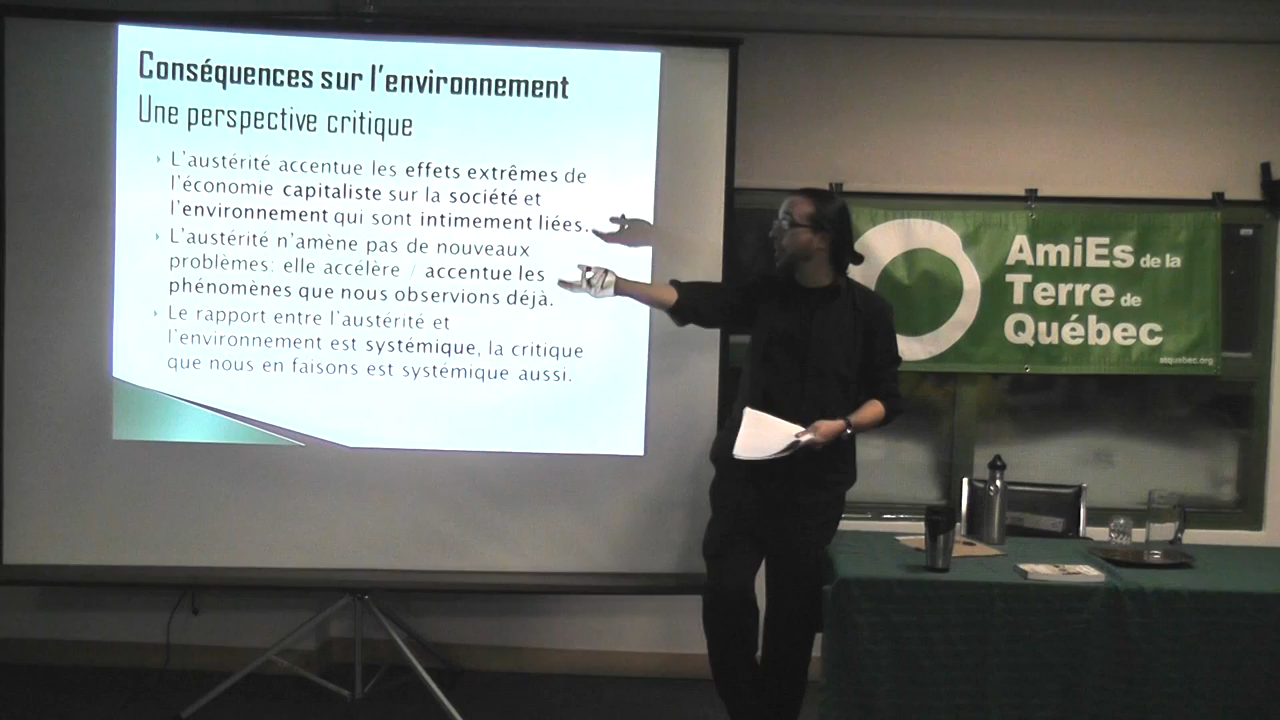 Conséquences sur l'environnement
Une perspective critique
L'austérité accentue les effets extrêmes de
l'économie capitaliste sur la société et
l'environnement qui sont intimement liées.
L'austérité n'amène pas de nouveaux
problèmes: elle accélère / accentue les
phénomènes que nous observions déjà.
Le rapport entre l'austérité et
l'environnement est systémique, la critique
que nous en faisons est systémique aussi.
AmiEs de la
Terre de
Québec
atquebec.org